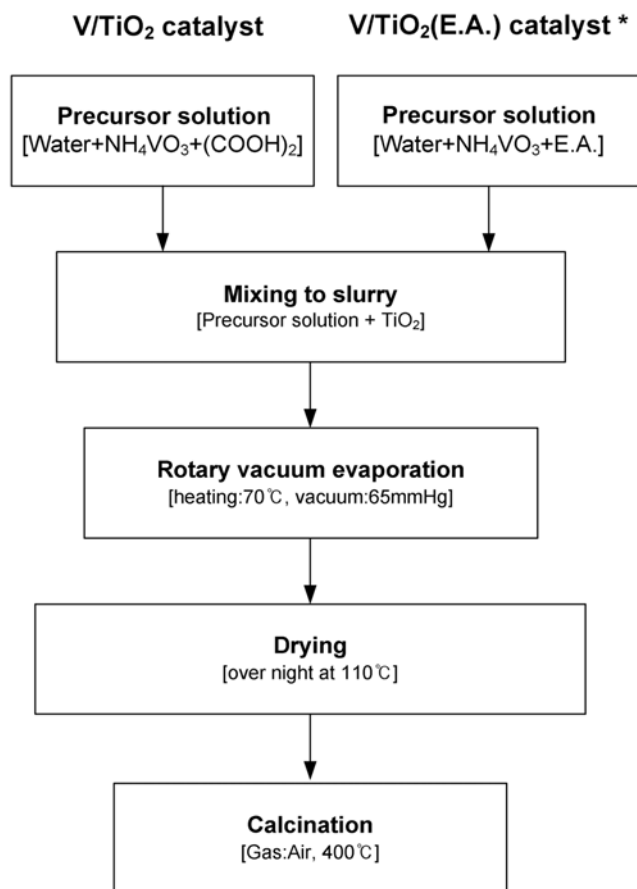 V/TiO₂ catalyst
V/TiO₂(E.A.) catalyst *
Precursor solution
[Water+NH₄VO₃+(COOH)₂]
Precursor solution
[Water+NH₄VO₃+E.A.]
Mixing to slurry
[Precursor solution + TiO₂]
Rotary vacuum evaporation
[heating:70℃, vacuum:65mmHg]
Drying
[over night at 110℃]
Calcination
[Gas:Air, 400℃]